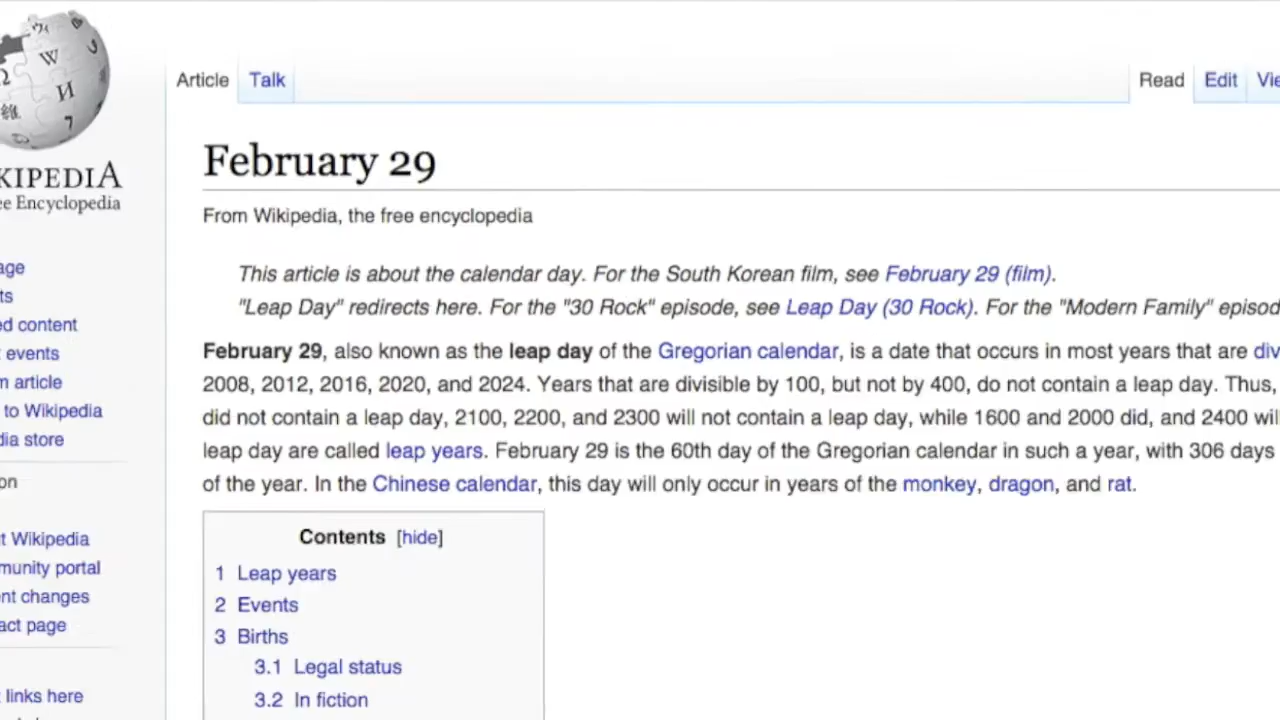 Article
Talk
Read
Edit
February 29
From Wikipedia, the free encyclopedia
This article is about the calendar day. For the South Korean film, see February 29 (film).
"Leap Day" redirects here. For the "30 Rock" episode, see Leap Day (30 Rock). For the "Modern Family" episod
February 29, also known as the leap day of the Gregorian calendar, is a date that occurs in most years that are div
2008, 2012, 2016, 2020, and 2024. Years that are divisible by 100, but not by 400, do not contain a leap day. Thus,
did not contain a leap day, 2100, 2200, and 2300 will not contain a leap day, while 1600 and 2000 did, and 2400 wil
leap day are called leap years. February 29 is the 60th day of the Gregorian calendar in such a year, with 306 days
of the year. In the Chinese calendar, this day will only occur in years of the monkey, dragon, and rat.
Contents [hide]
1 Leap years
2 Events
3 Births
3.1 Legal status
3.2 In fiction
KIPEDIA
ee Encyclopedia
age
ts
ed content
events
m article
to Wikipedia
dia store
on
t Wikipedia
munity portal
nt changes
act page
links here